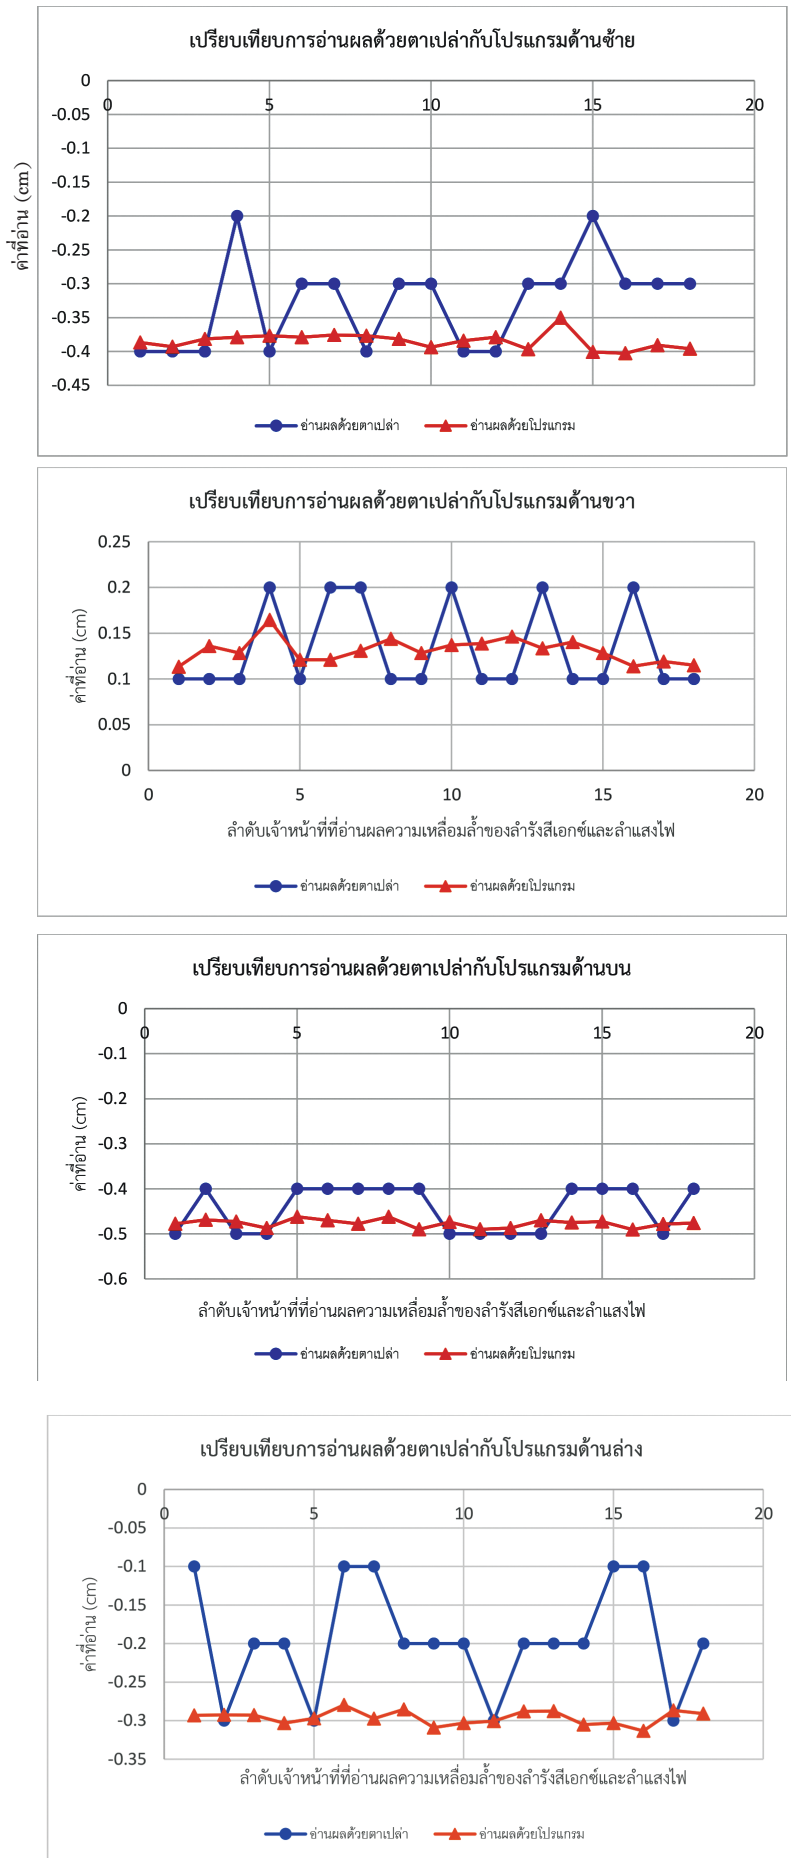 เปรียบเทียบการอ่านผลด้วยตาเปล่ากับโปรแกรมด้านซ้าย
0
0 5 10 15 20
-0.05
-0.1
-0.15
-0.2
-0.25
-0.3
-0.35
-0.4
-0.45
ค่าที่อ่าน (cm)
อ่านผลด้วยตาเปล่า อ่านผลด้วยโปรแกรม
เปรียบเทียบการอ่านผลด้วยตาเปล่ากับโปรแกรมด้านขวา
0.25
0.2
0.15
0.1
0.05
0
ค่าที่อ่าน (cm)
0 5 10 15 20
ลำดับเจ้าหน้าที่ที่อ่านผลความเหลื่อมล้ำของลำรังสีเอกซ์และลำแสงไฟ
อ่านผลด้วยตาเปล่า อ่านผลด้วยโปรแกรม
เปรียบเทียบการอ่านผลด้วยตาเปล่ากับโปรแกรมด้านบน
0
0 5 10 15 20
-0.1
-0.2
-0.3
-0.4
-0.5
-0.6
ค่าที่อ่าน (cm)
ลำดับเจ้าหน้าที่ที่อ่านผลความเหลื่อมล้ำของลำรังสีเอกซ์และลำแสงไฟ
อ่านผลด้วยตาเปล่า อ่านผลด้วยโปรแกรม
เปรียบเทียบการอ่านผลด้วยตาเปล่ากับโปรแกรมด้านล่าง
0
0 5 10 15 20
-0.05
-0.1
-0.15
-0.2
-0.25
-0.3
-0.35
ค่าที่อ่าน (cm)
ลำดับเจ้าหน้าที่ที่อ่านผลความเหลื่อมล้ำของลำรังสีเอกซ์และลำแสงไฟ
อ่านผลด้วยตาเปล่า อ่านผลด้วยโปรแกรม